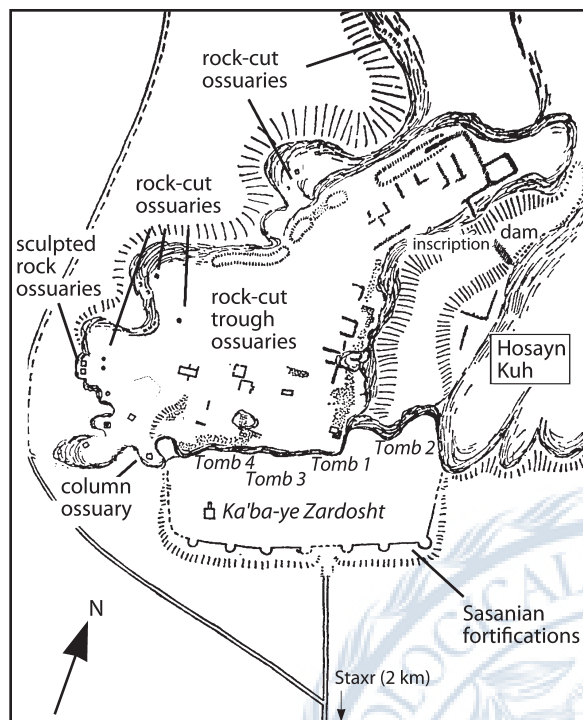 rock-cut
ossuaries
rock-cut
ossuaries
sculpted
rock
ossuaries
rock-cut
trough
ossuaries
inscription
dam
Hosayn
Kuh
Tomb 4
Tomb 3
Tomb 1
Tomb 2
column
ossuary
Ka'ba-ye Zardosht
Sasanian
fortifications
N
Staxr (2 km)
OLOGICAL